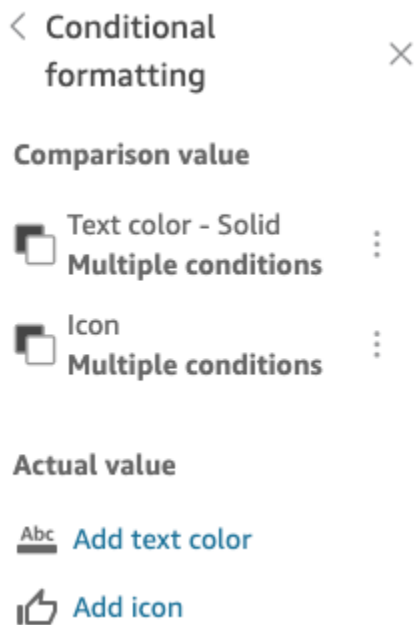 Conditional
formatting
Comparison value
Text color - Solid
Multiple conditions
Icon
Multiple conditions
Actual value
Abc Add text color
Add icon